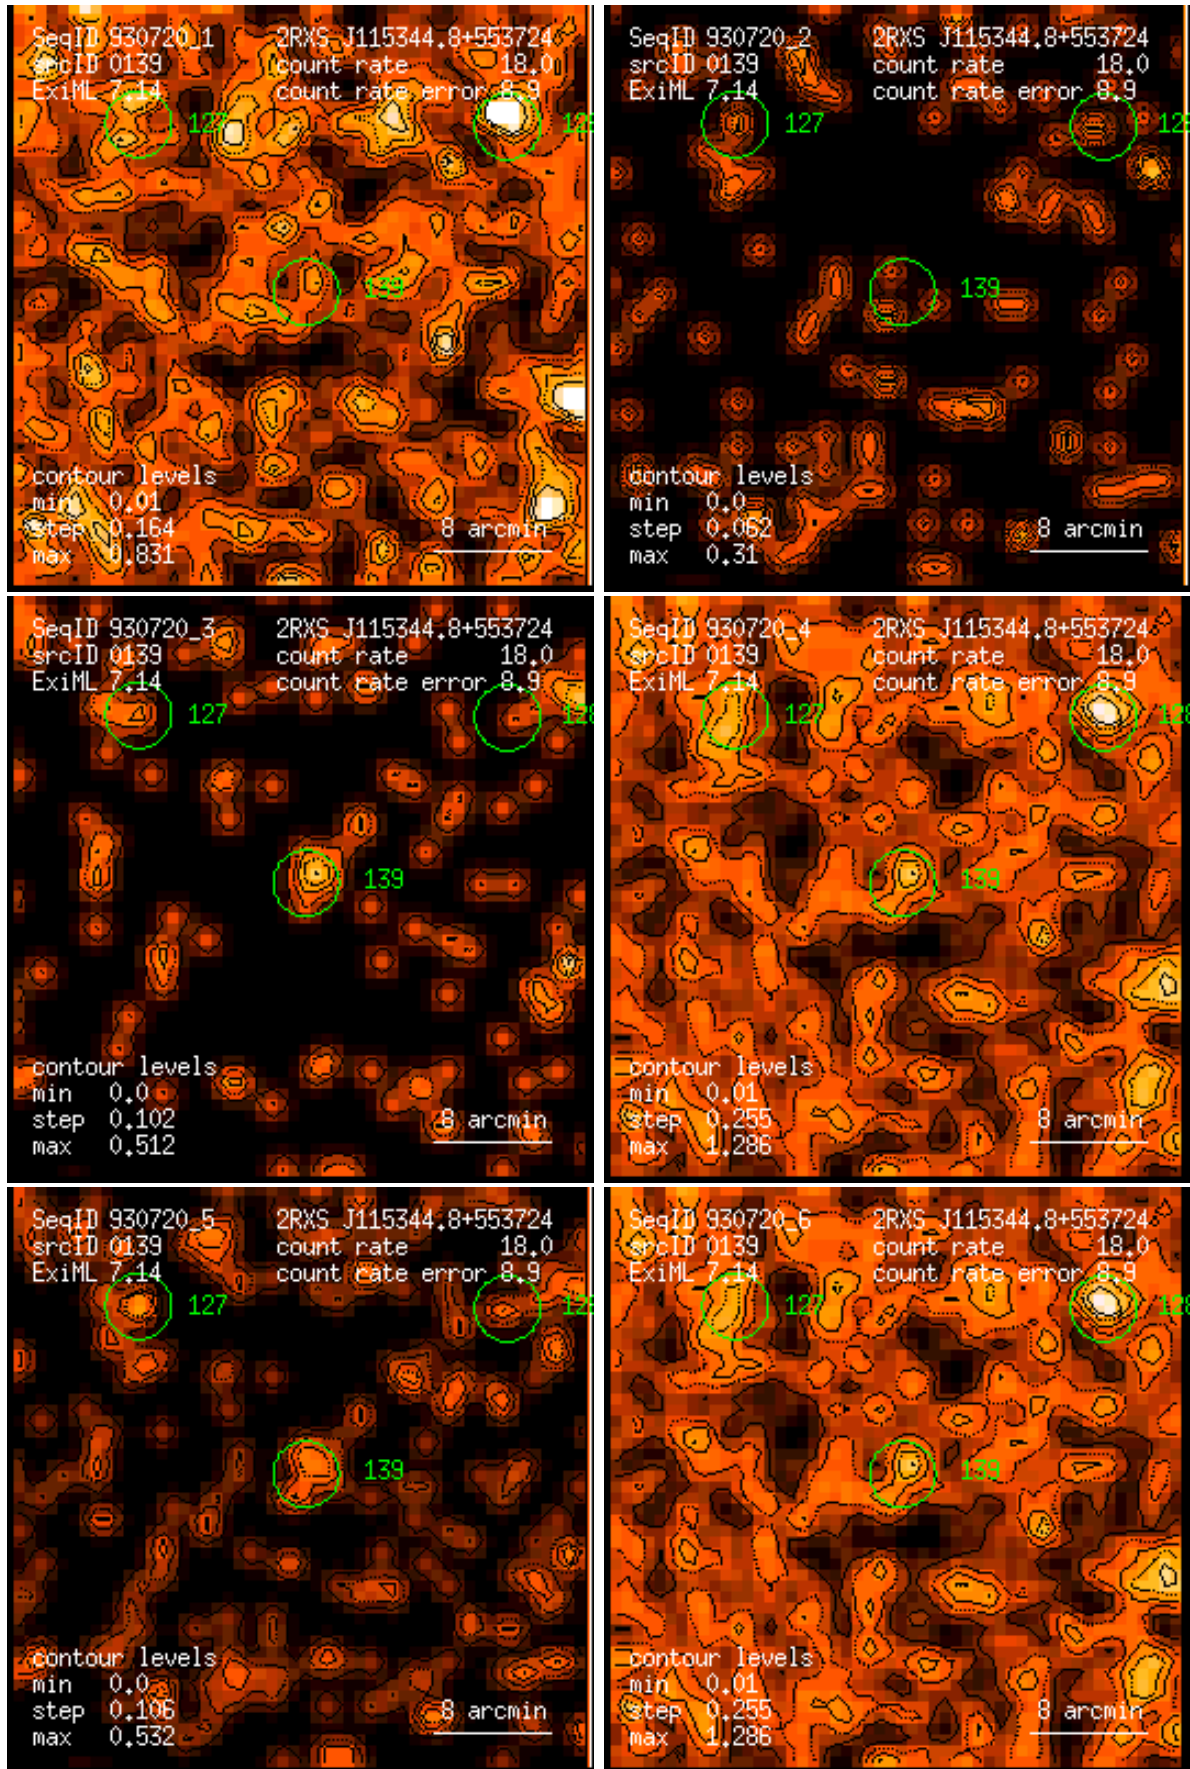 SeqID 930720_1 2RXS J115344.8+553724
srcID 0139 count rate 18.0
ExiML 7.14 count rate error 8.9
127
139
contour levels
min 0.01
step 0.164
max 0.831
8 arcmin
SeqID 930720_2 2RXS J115344.8+553724
srcID 0139 count rate 18.0
ExiML 7.14 count rate error 8.9
127
139
contour levels
min 0.0
step 0.062
max 0.31
8 arcmin
SeqID 930720_3 2RXS J115344.8+553724
srcID 0139 count rate 18.0
ExiML 7.14 count rate error 8.9
127 128
139
contour levels
min 0.0
step 0.102
max 0.512
8 arcmin
SeqID 930720_4 2RXS J115344.8+553724
srcID 0139 count rate 18.0
ExiML 7.14 count rate error 8.9
127 128
139
contour levels
min 0.01
step 0.255
max 1.286
8 arcmin
SeqID 930720_5 2RXS J115344.8+553724
srcID 0139 count rate 18.0
ExiML 7.14 count rate error 8.9
127
139
contour levels
min 0.0
step 0.106
max 0.532
8 arcmin
SeqID 930720_6 2RXS J115344.8+553724
srcID 0139 count rate 18.0
ExiML 7.14 count rate error 8.9
127 128
139
contour levels
min 0.01
step 0.255
max 1.286
8 arcmin